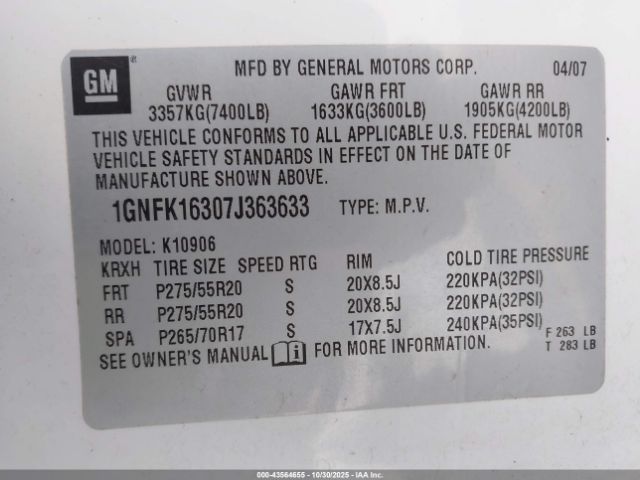 GM
MFD BY GENERAL MOTORS CORP. 04/07
GVWR GAWR FRT GAWR RR
3357KG(7400LB) 1633KG(3600LB) 1905KG(4200LB)
THIS VEHICLE CONFORMS TO ALL APPLICABLE U.S. FEDERAL MOTOR
VEHICLE SAFETY STANDARDS IN EFFECT ON THE DATE OF
MANUFACTURE SHOWN ABOVE.
1GNFK16307J363633 TYPE: M.P.V.
MODEL: K10906
KRXH TIRE SIZE SPEED RTG RIM COLD TIRE PRESSURE
FRT P275/55R20 S 20X8.5J 220KPA(32PSI)
RR P275/55R20 S 20X8.5J 220KPA(32PSI)
SPA P265/70R17 S 17X7.5J 240KPA(35PSI) F 263 LB
T 283 LB
SEE OWNER'S MANUAL i FOR MORE INFORMATION.
000-43564655 - 10/30/2025 - IAAI.COM